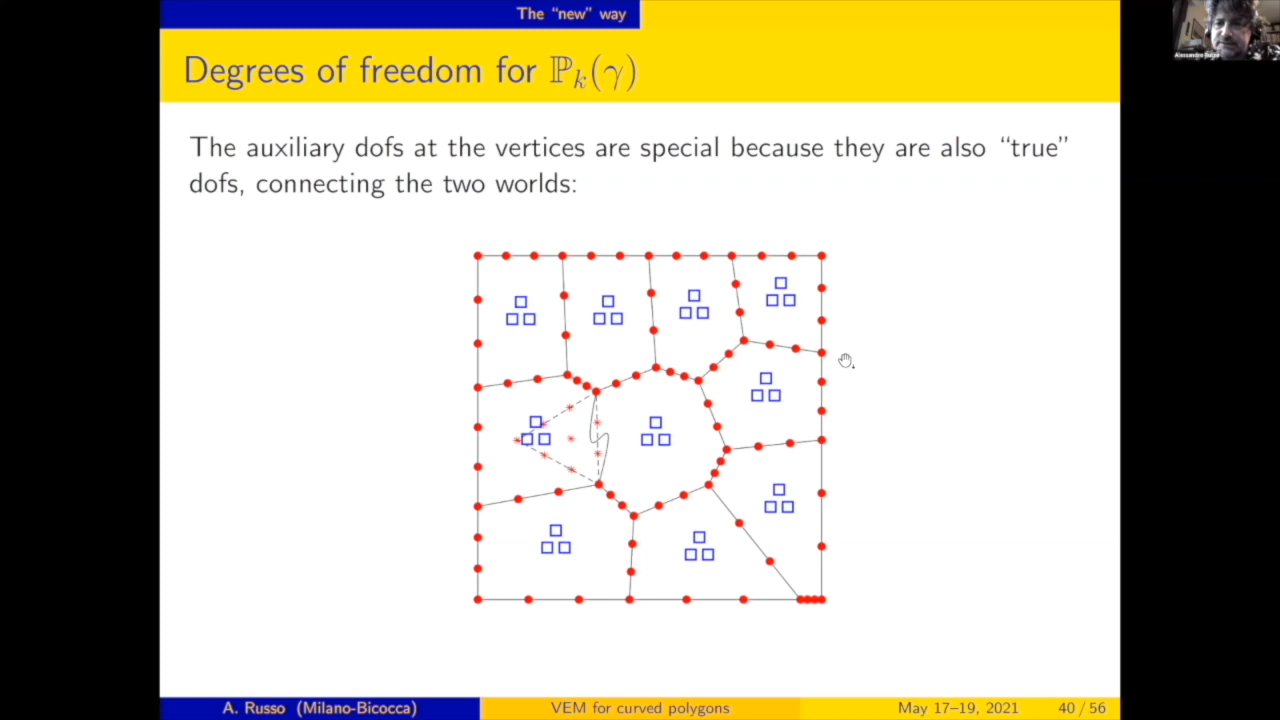 The “new” way
Degrees of freedom for ℙₖ(γ)
The auxiliary dofs at the vertices are special because they are also “true”
dofs, connecting the two worlds:
A. Russo (Milano-Bicocca)
VEM for curved polygons
May 17–19, 2021
40 / 56